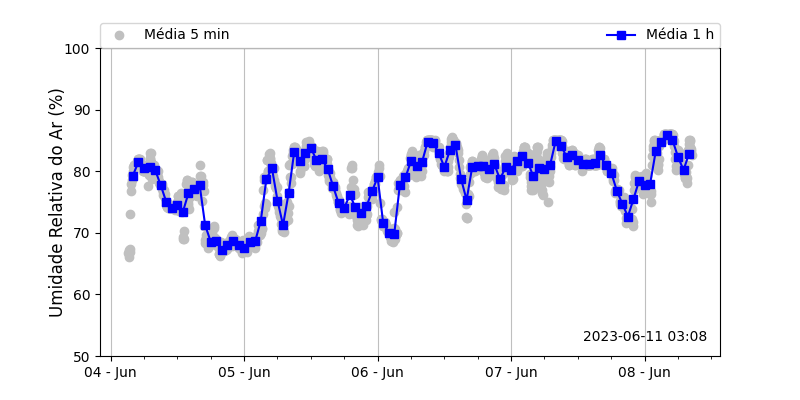 Média 5 min
Média 1 h
Umidade Relativa do Ar (%)
100
90
80
70
60
50
2023-06-11 03:08
04 - Jun
05 - Jun
06 - Jun
07 - Jun
08 - Jun